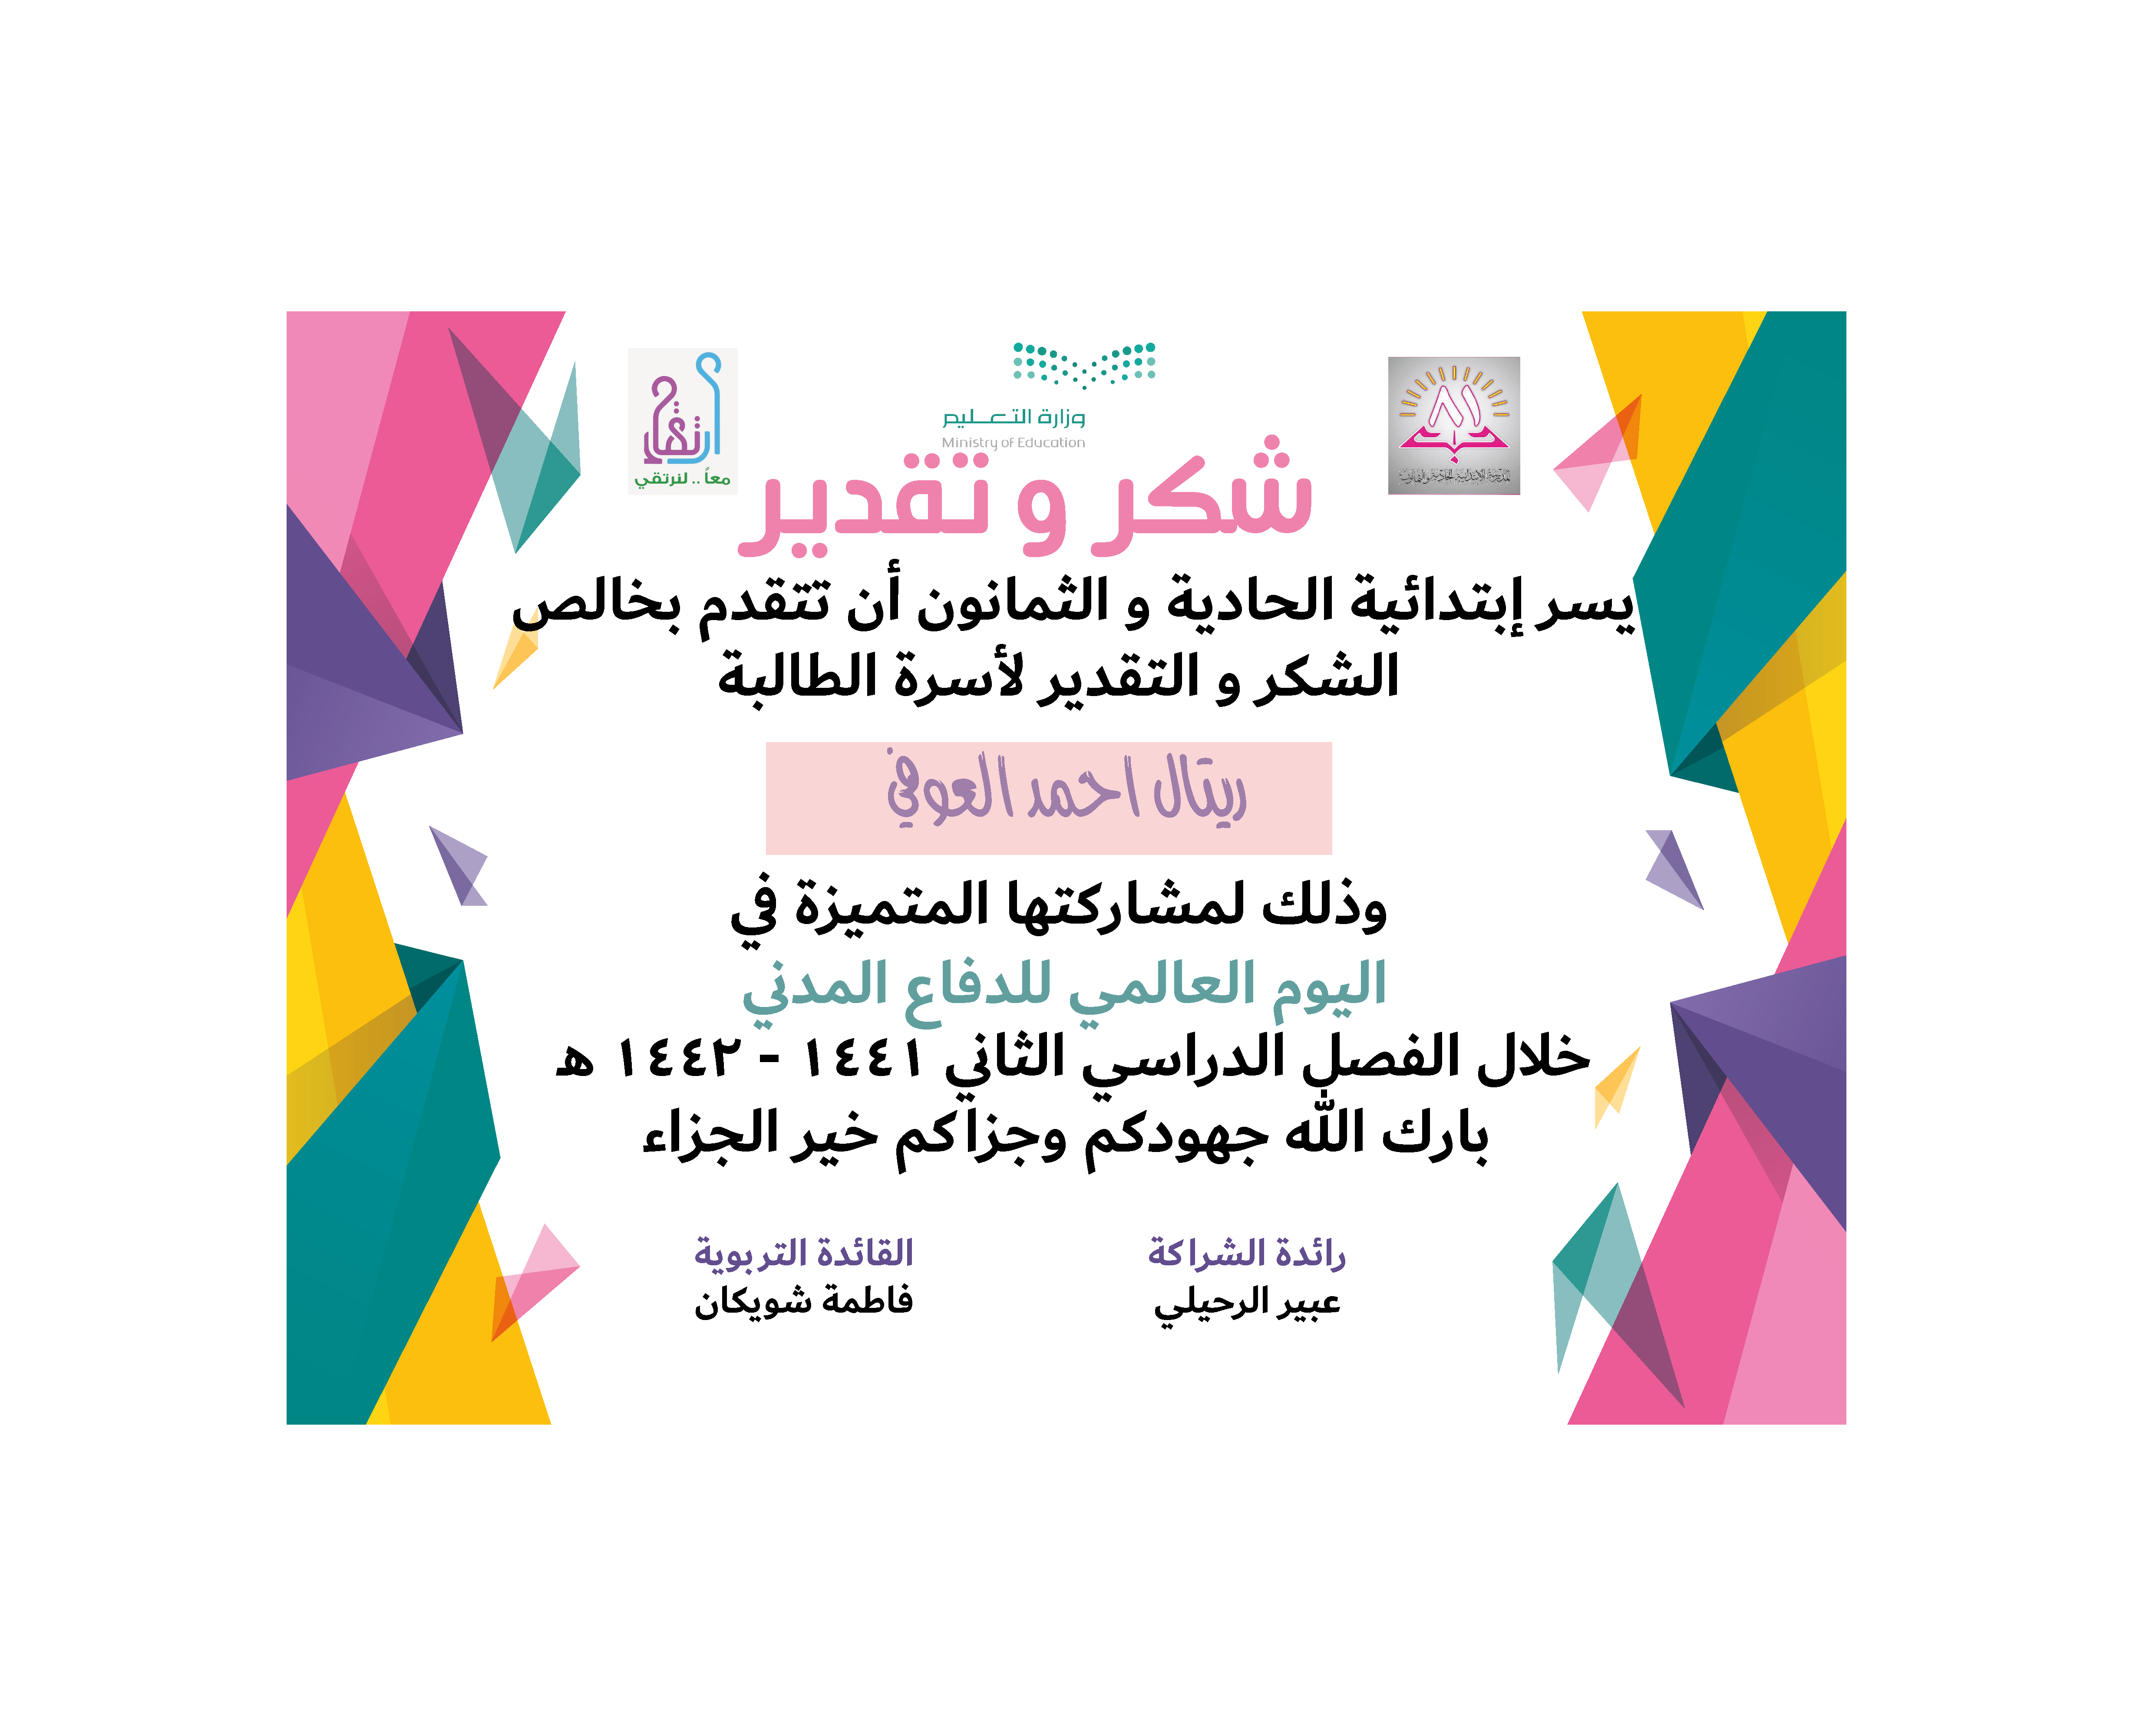 وزارة التعليم
Ministry of Education
معاً .. لنرتقي
شكر و تقدير
يسر إبتدائية الحادية و الثمانون أن تتقدم بخالص
الشكر و التقدير لأسرة الطالبة
ريتال احمد العوفي
وذلك لمشاركتها المتميزة في
اليوم العالمي للدفاع المدني
خلال الفصل الدراسي الثاني ١٤٤١ - ١٤٤٢ هـ
بارك الله جهودكم وجزاكم خير الجزاء
رائدة الشراكة
عبير الرحيلي
القائدة التربوية
فاطمة شويكان